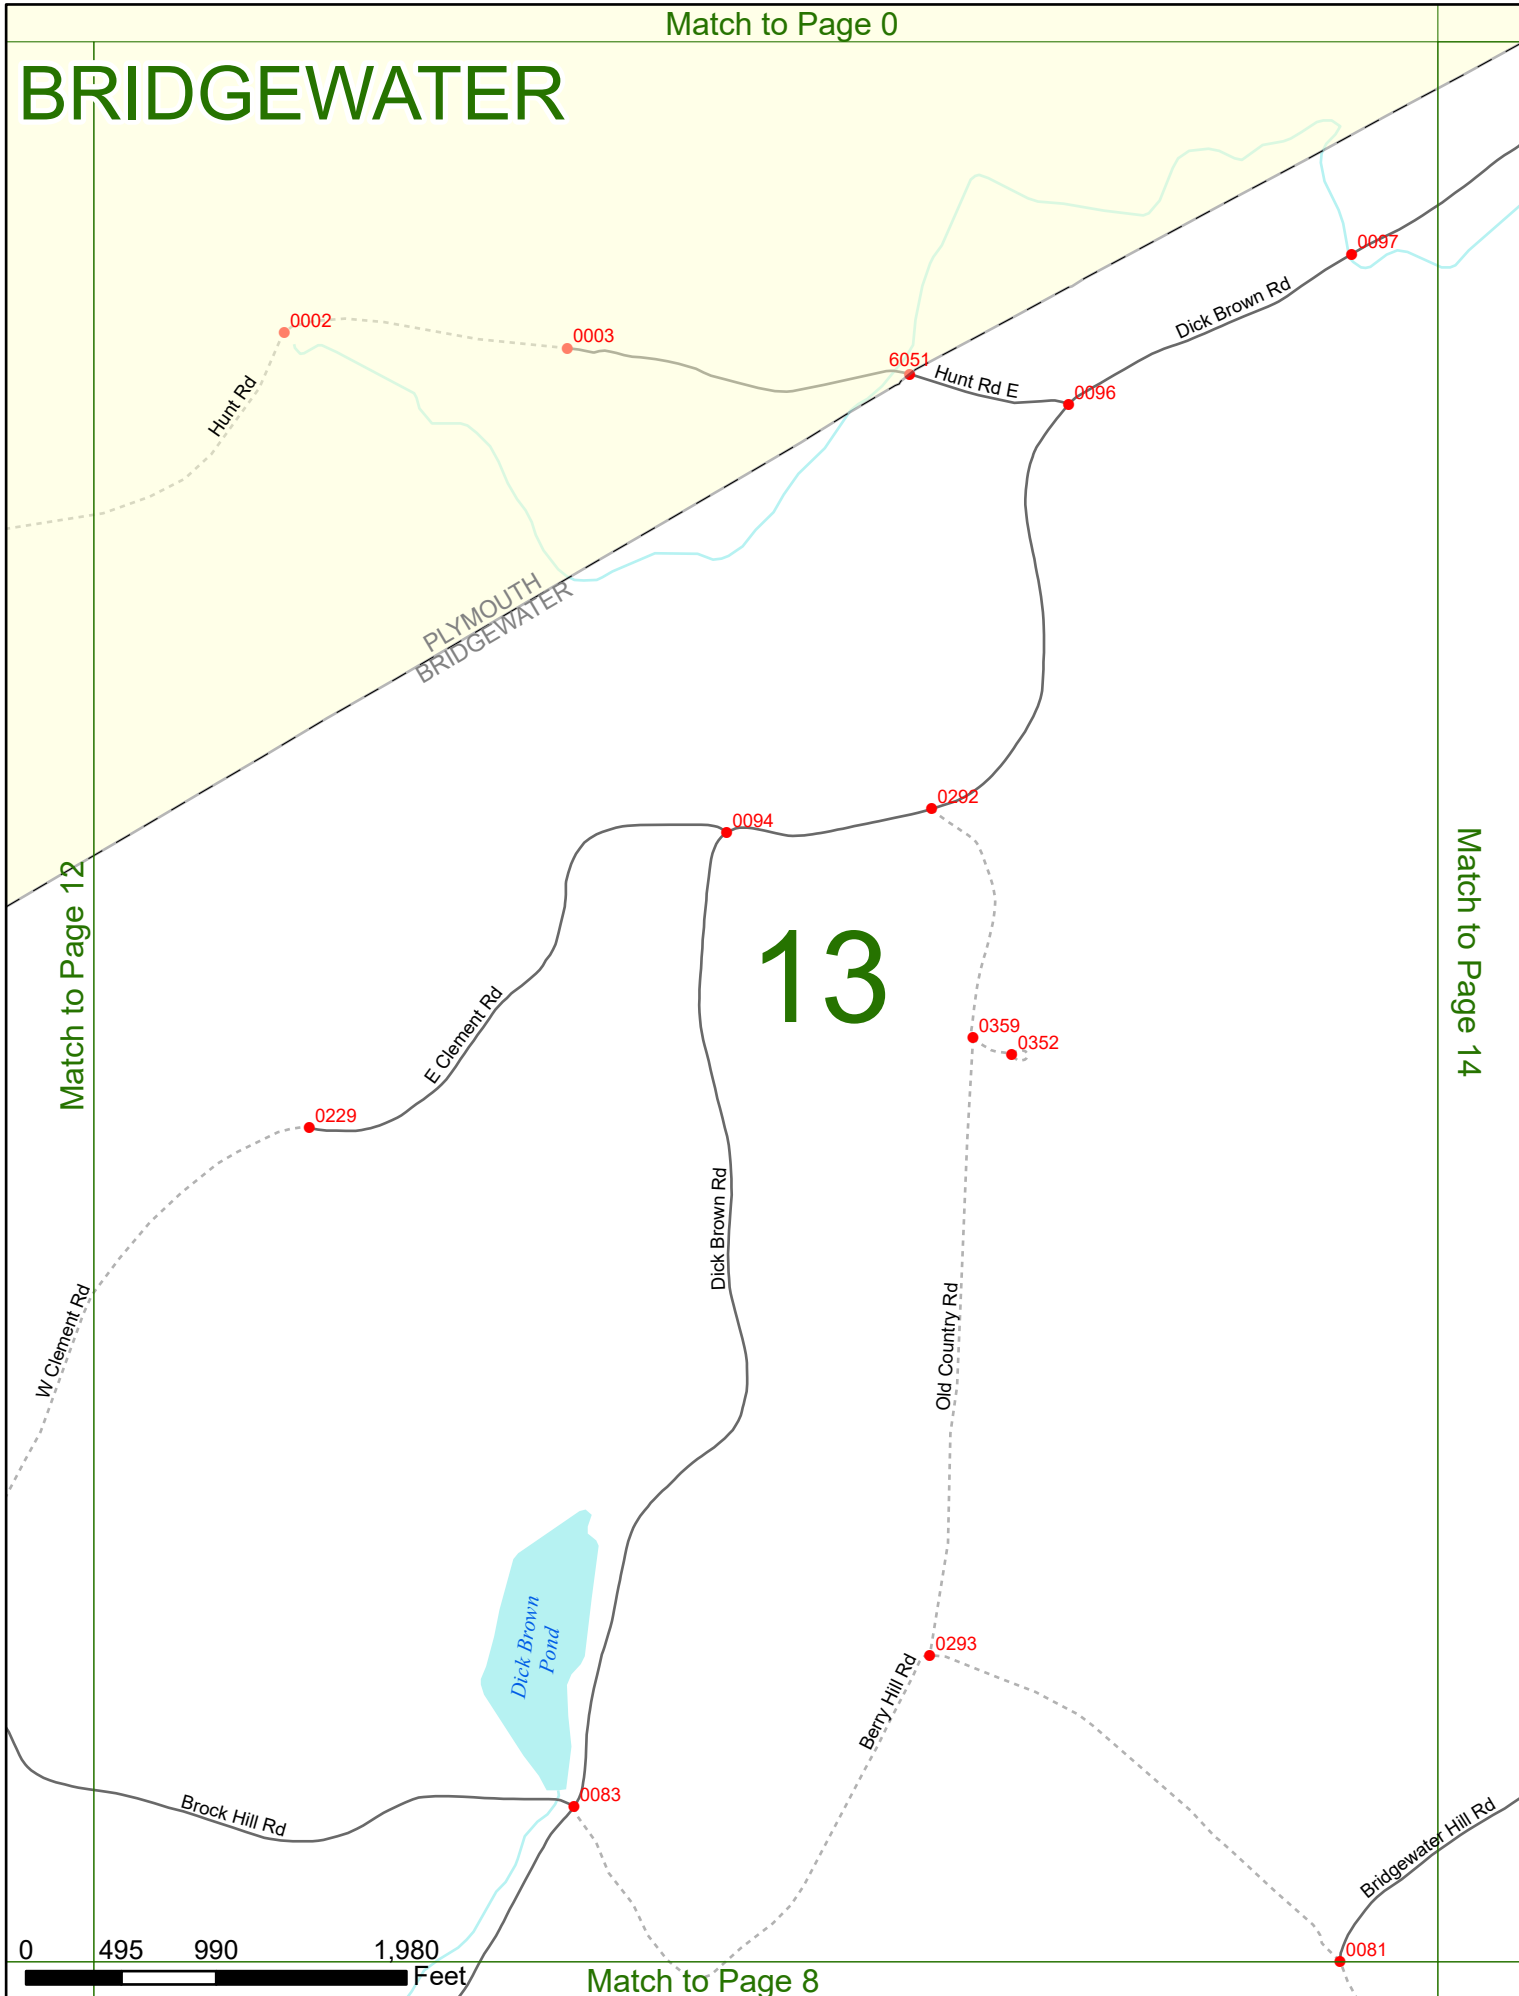 Match to Page 0
BRIDGEWATER
0097
Dick Brown Rd
0002
0003
6051
Hunt Rd E
0096
Hunt Rd
PLYMOUTH
BRIDGEWATER
0292
0094
Match to Page 12
Match to Page 14
13
E Clement Rd
0359
0352
0229
Dick Brown Rd
W Clement Rd
Old Country Rd
Dick Brown
Pond
0293
Berry Hill Rd
0083
Brock Hill Rd
Bridgewater Hill Rd
0081
0 495 990 1,980
Feet
Match to Page 8